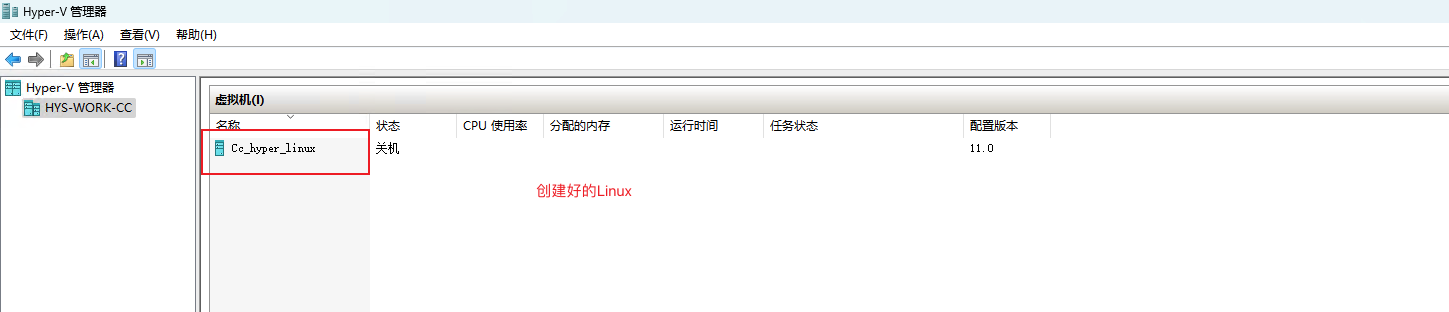 Hyper-V 管理器
文件(F) 操作(A) 查看(V) 帮助(H)
Hyper-V 管理器
HYS-WORK-CC
虚拟机(I)
名称 状态 CPU 使用率 分配的内存 运行时间 任务状态 配置版本
Cc_hyper_linux 关机 11.0
创建好的Linux